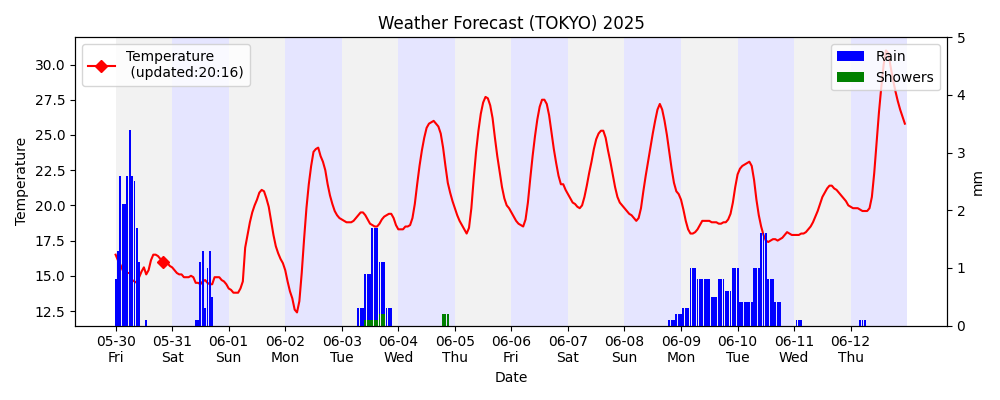 Weather Forecast (TOKYO) 2025
Temperature
(updated:20:16)
Rain
Showers
Temperature
30.0
27.5
25.0
22.5
20.0
17.5
15.0
12.5
5
4
3
2
1
0
mm
05-30 05-31 06-01 06-02 06-03 06-04 06-05 06-06 06-07 06-08 06-09 06-10 06-11 06-12
Fri Sat Sun Mon Tue Wed Thu Fri Sat Sun Mon Tue Wed Thu
Date